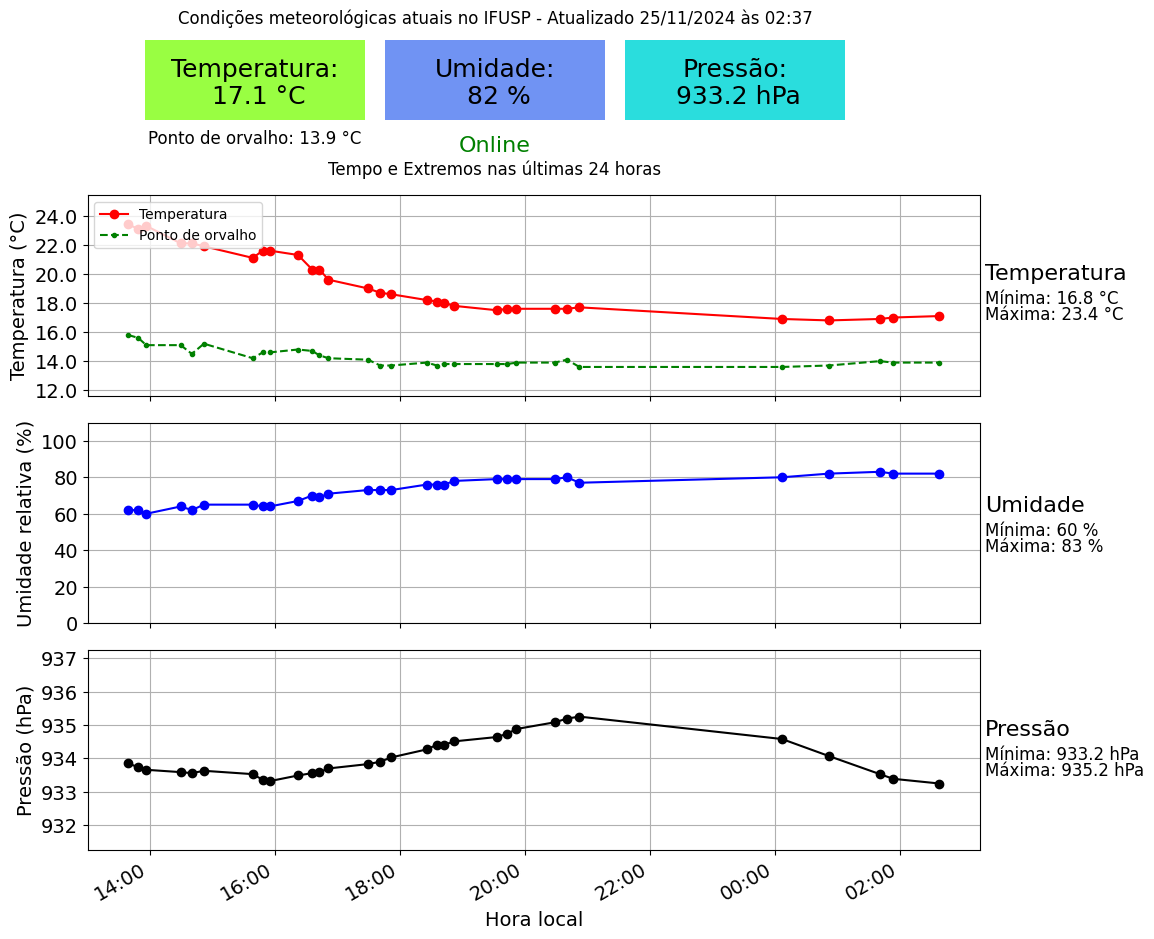 Condições meteorológicas atuais no IFUSP - Atualizado 25/11/2024 às 02:37
Temperatura:
17.1 °C
Umidade:
82 %
Pressão:
933.2 hPa
Ponto de orvalho: 13.9 °C
Online
Tempo e Extremos nas últimas 24 horas
Temperatura (°C)
24.0
22.0
20.0
18.0
16.0
14.0
12.0
Temperatura
Ponto de orvalho
Temperatura
Mínima: 16.8 °C
Máxima: 23.4 °C
Umidade relativa (%)
100
80
60
40
20
0
Umidade
Mínima: 60 %
Máxima: 83 %
Pressão (hPa)
937
936
935
934
933
932
Pressão
Mínima: 933.2 hPa
Máxima: 935.2 hPa
14:00
16:00
18:00
20:00
22:00
00:00
02:00
Hora local